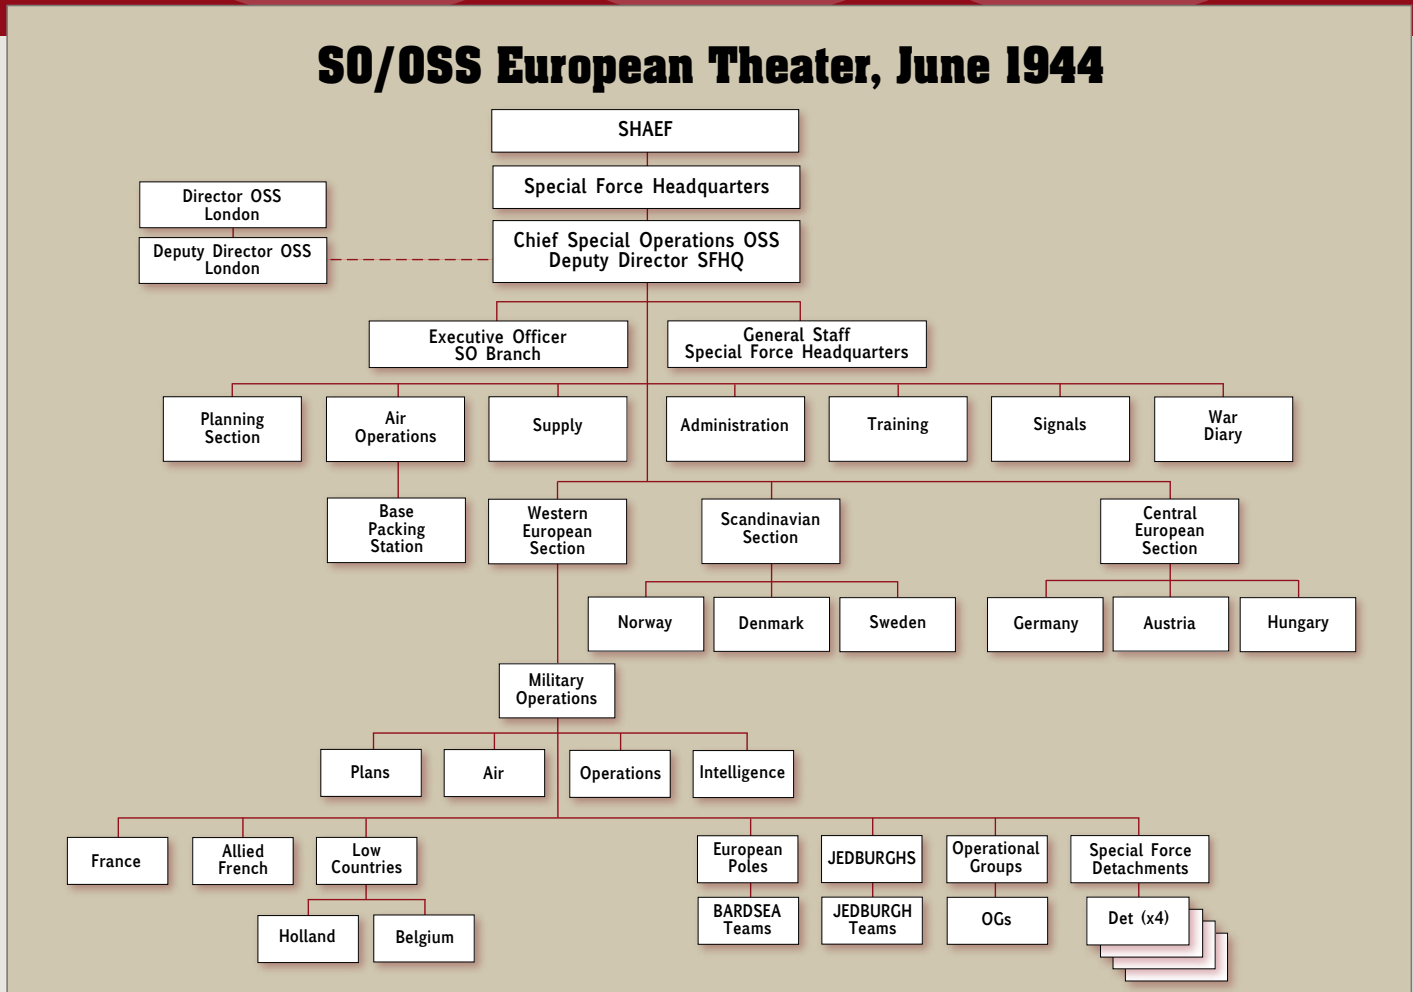 SO/OSS European Theater, June 1944
SHAEF
Special Force Headquarters
Director OSS
London
Deputy Director OSS
London
Chief Special Operations OSS
Deputy Director SFHQ
Executive Officer
SO Branch
General Staff
Special Force Headquarters
Planning
Section
Air
Operations
Supply
Administration
Training
Signals
War
Diary
Base
Packing
Station
Western
European
Section
Scandinavian
Section
Central
European
Section
Norway
Denmark
Sweden
Germany
Austria
Hungary
Military
Operations
Plans
Air
Operations
Intelligence
France
Allied
French
Low
Countries
European
Poles
JEDBURGHS
Operational
Groups
Special Force
Detachments
Holland
Belgium
BARDSEA
Teams
JEDBURGH
Teams
OGs
Det (x4)